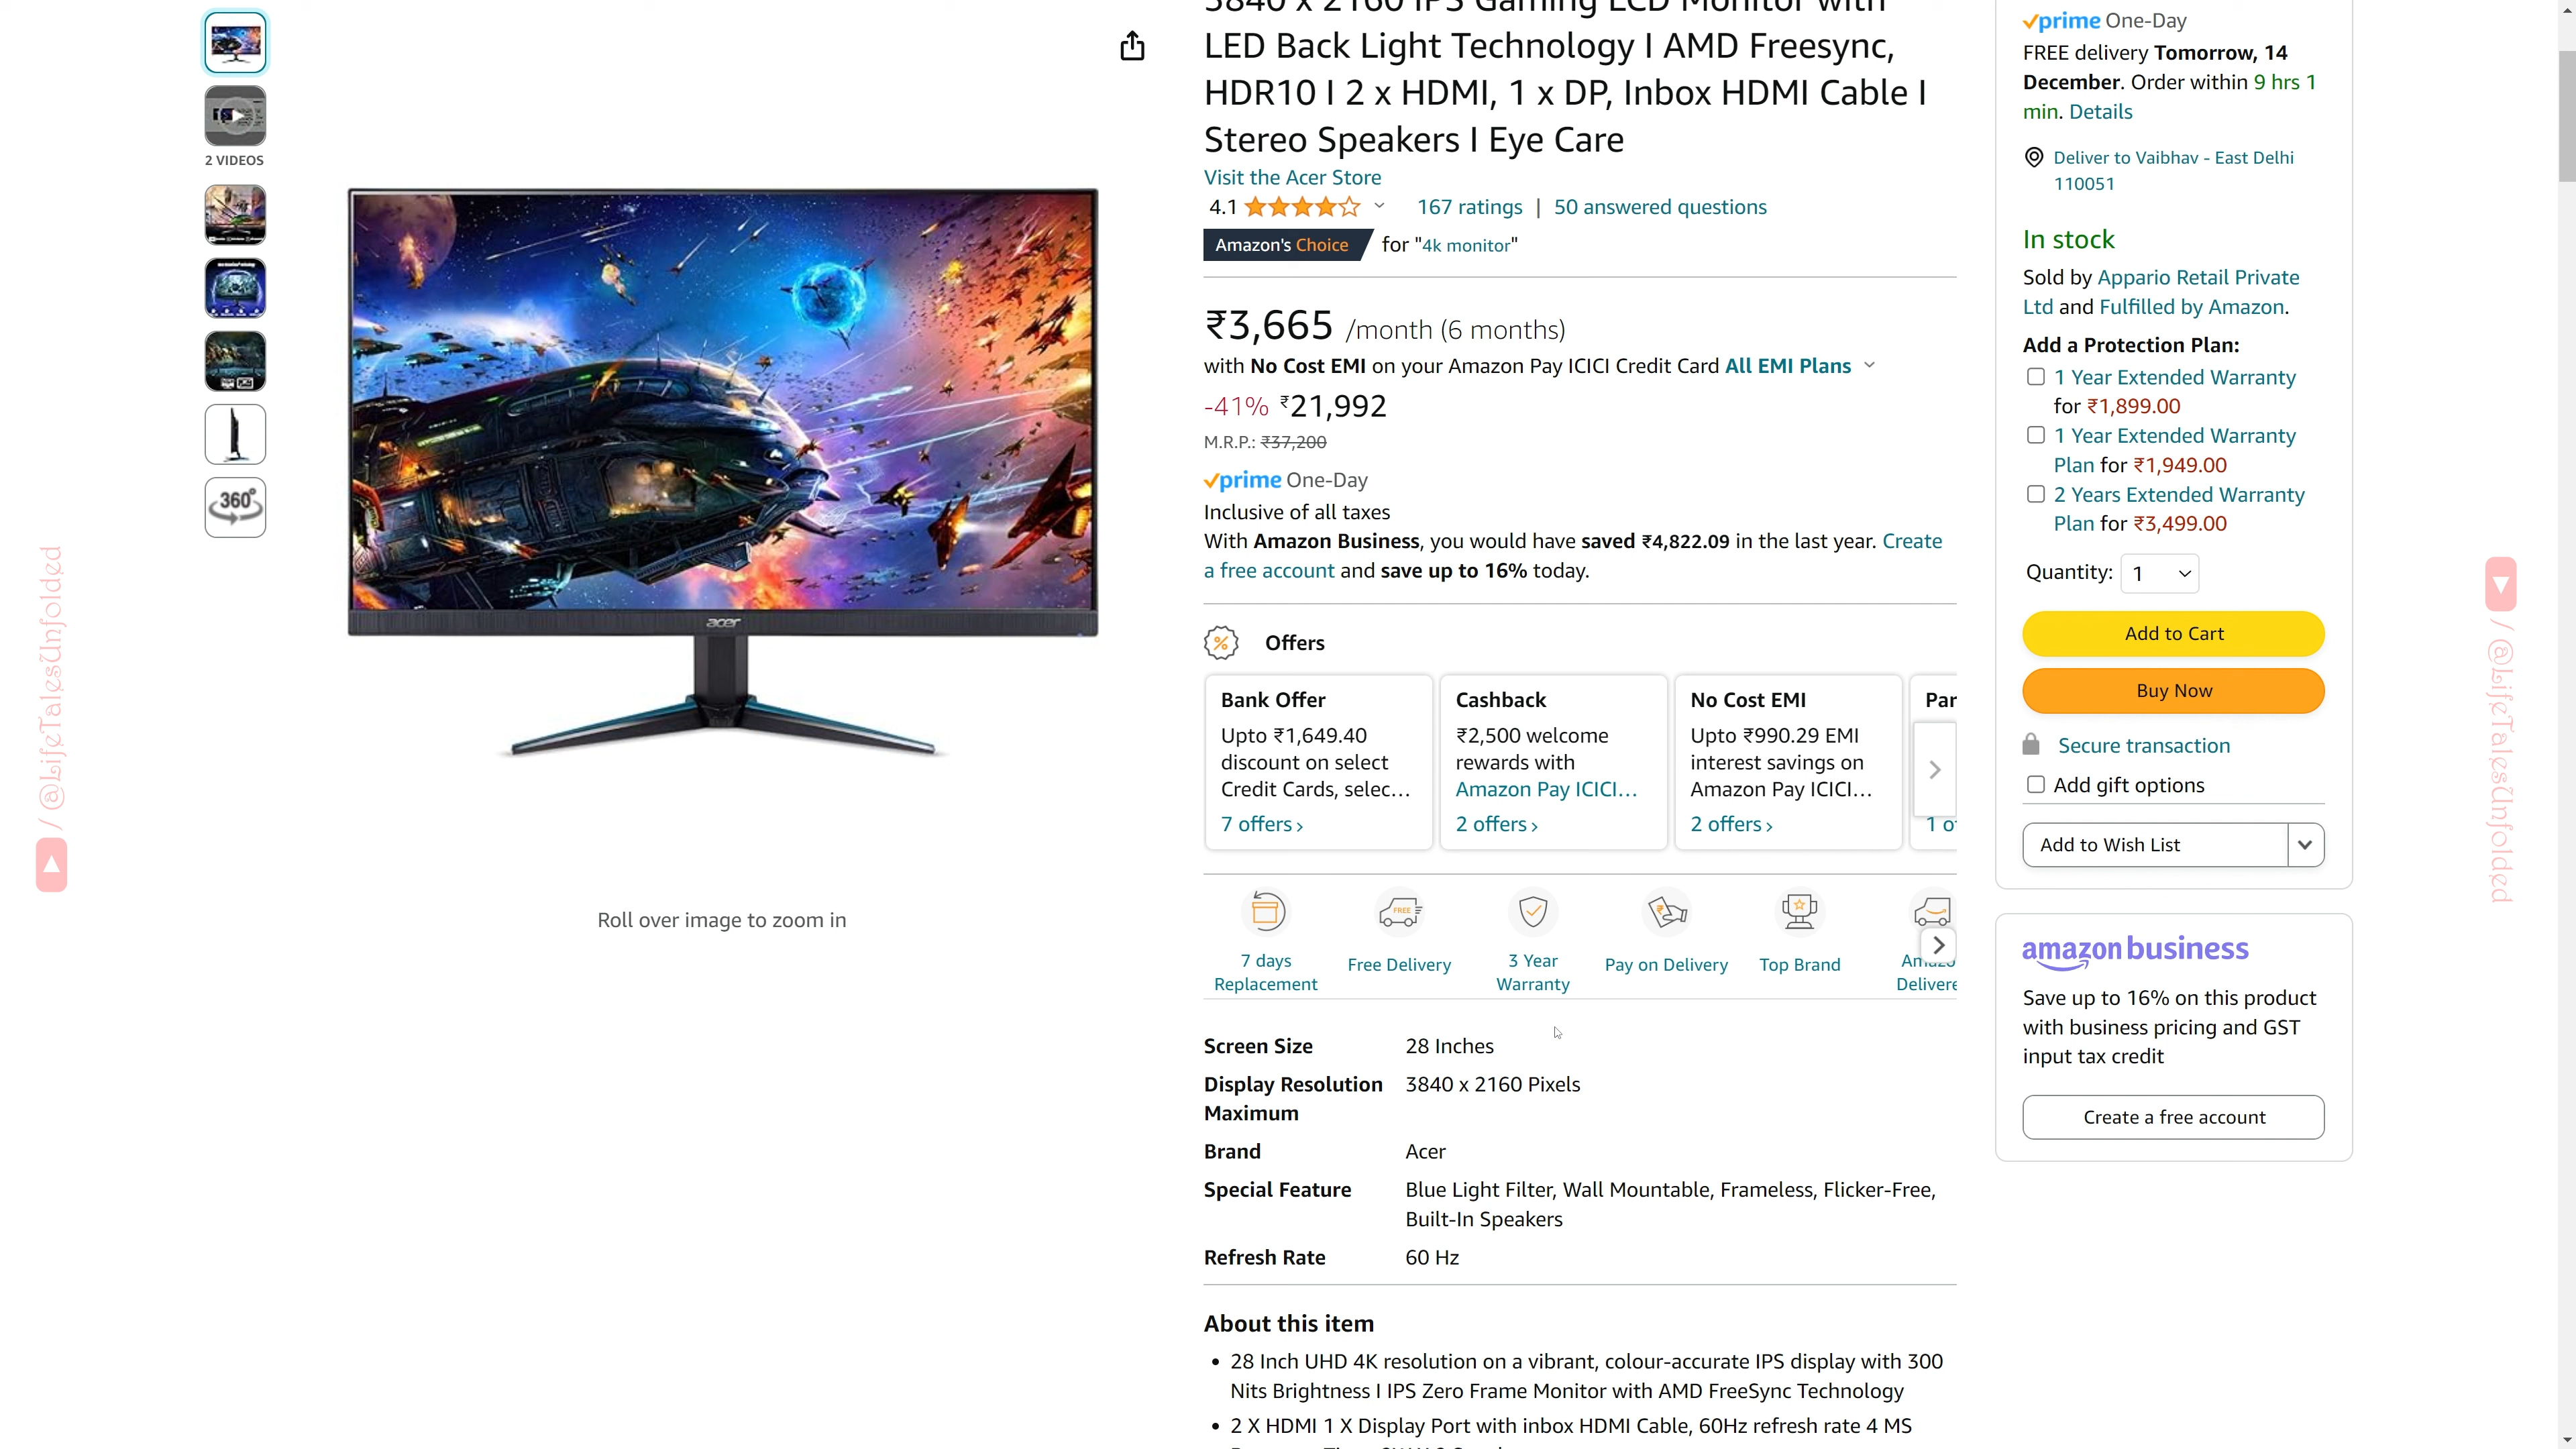 3840 x 2160 IPS Gaming LCD Monitor with
LED Back Light Technology I AMD Freesync,
HDR10 I 2 x HDMI, 1 x DP, Inbox HDMI Cable I
Stereo Speakers I Eye Care
Visit the Acer Store
4.1
167 ratings | 50 answered questions
Amazon's Choice for "4k monitor"
₹3,665 /month (6 months)
with No Cost EMI on your Amazon Pay ICICI Credit Card All EMI Plans
-41% ₹21,992
M.R.P.: ₹37,200
prime One-Day
Inclusive of all taxes
With Amazon Business, you would have saved ₹4,822.09 in the last year. Create
a free account and save up to 16% today.
Offers
Bank Offer
Upto ₹1,649.40
discount on select
Credit Cards, selec…
7 offers ›
Cashback
₹2,500 welcome
rewards with
Amazon Pay ICICI…
2 offers ›
No Cost EMI
Upto ₹990.29 EMI
interest savings on
Amazon Pay ICICI…
2 offers ›
Par
1 o
7 days
Replacement
FREE
Free Delivery
3 Year
Warranty
Pay on Delivery
Top Brand
Delivere
Screen Size 28 Inches
Display Resolution 3840 x 2160 Pixels
Maximum
Brand Acer
Special Feature Blue Light Filter, Wall Mountable, Frameless, Flicker-Free,
Built-In Speakers
Refresh Rate 60 Hz
About this item
• 28 Inch UHD 4K resolution on a vibrant, colour-accurate IPS display with 300
Nits Brightness I IPS Zero Frame Monitor with AMD FreeSync Technology
• 2 X HDMI 1 X Display Port with inbox HDMI Cable, 60Hz refresh rate 4 MS
2 VIDEOS
360°
acer
Roll over image to zoom in
prime One-Day
FREE delivery Tomorrow, 14
December. Order within 9 hrs 1
min. Details
Deliver to Vaibhav - East Delhi
110051
In stock
Sold by Appario Retail Private
Ltd and Fulfilled by Amazon.
Add a Protection Plan:
1 Year Extended Warranty
for ₹1,899.00
1 Year Extended Warranty
Plan for ₹1,949.00
2 Years Extended Warranty
Plan for ₹3,499.00
Quantity: 1
Add to Cart
Buy Now
Secure transaction
Add gift options
Add to Wish List
amazon business
Save up to 16% on this product
with business pricing and GST
input tax credit
Create a free account
/ @LifeTalesUnfolded
/ @LifeTalesUnfolded